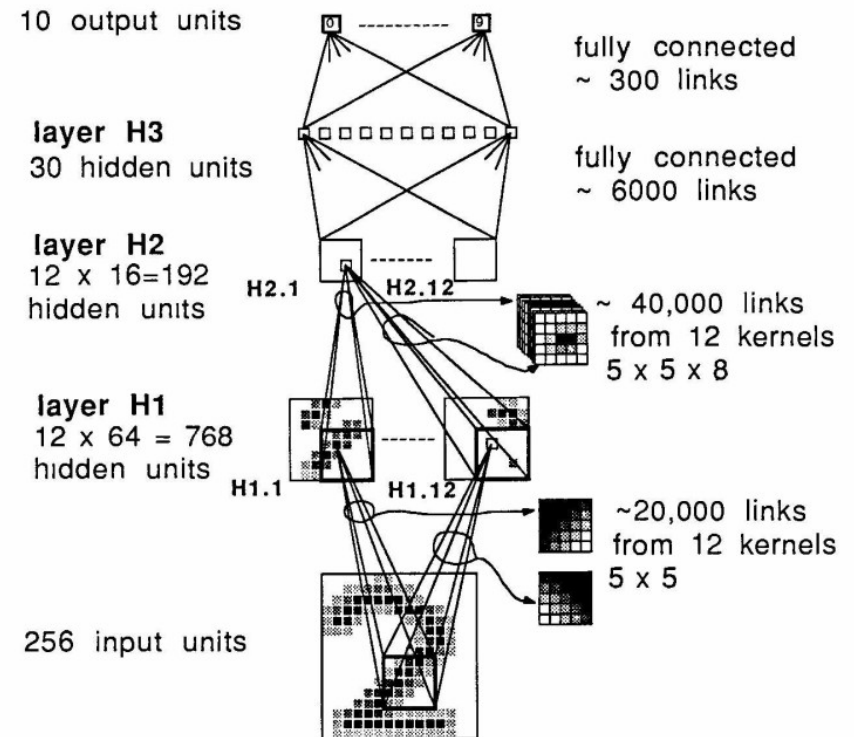 10 output units
0
9
fully connected
~ 300 links
layer H3
30 hidden units
fully connected
~ 6000 links
layer H2
12 x 16=192
hidden units
H2.1
H2.12
~ 40,000 links
from 12 kernels
5 x 5 x 8
layer H1
12 x 64 = 768
hidden units
H1.1
H1.12
~20,000 links
from 12 kernels
5 x 5
256 input units